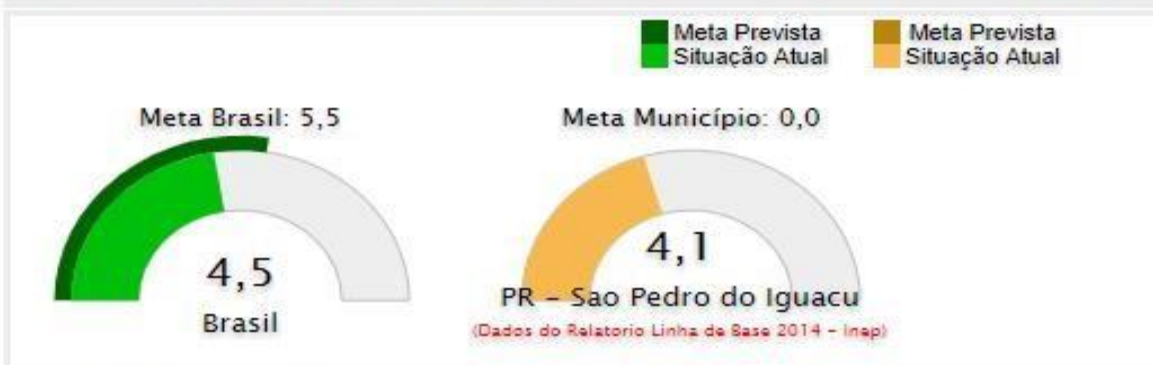 Meta Prevista
Situação Atual
Meta Prevista
Situação Atual
Meta Brasil: 5,5
4,5
Brasil
Meta Município: 0,0
4,1
PR - Sao Pedro do Iguacu
(Dados do Relatorio Linha de Base 2014 - Inep)